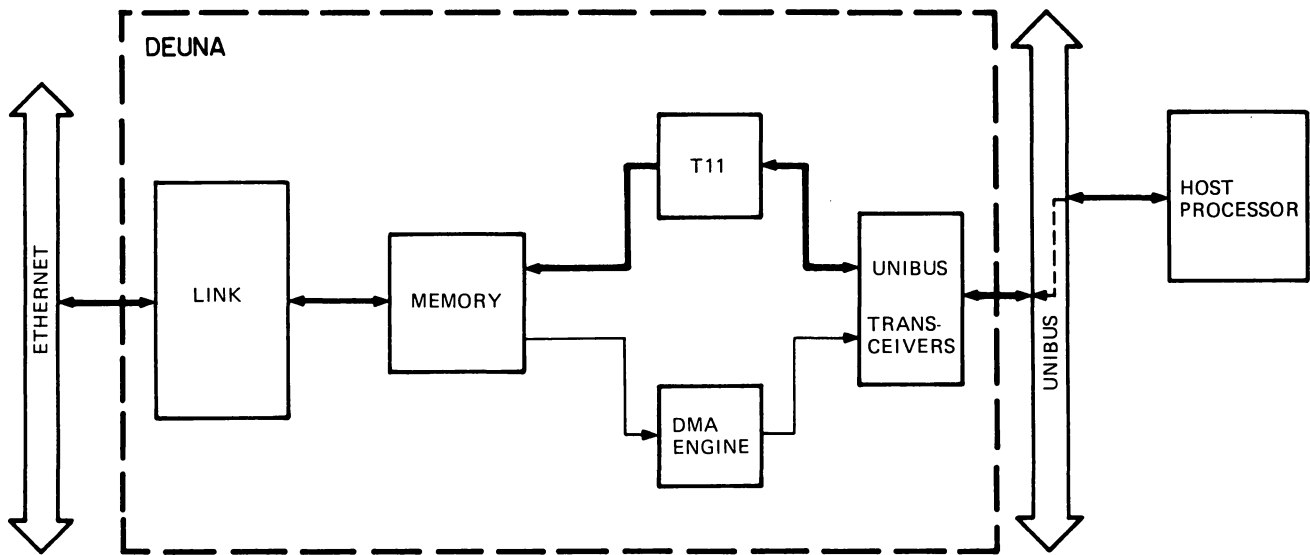 DEUNA
ETHERNET
LINK
MEMORY
T11
DMA
ENGINE
UNIBUS
TRANS-
CEIVERS
UNIBUS
HOST
PROCESSOR